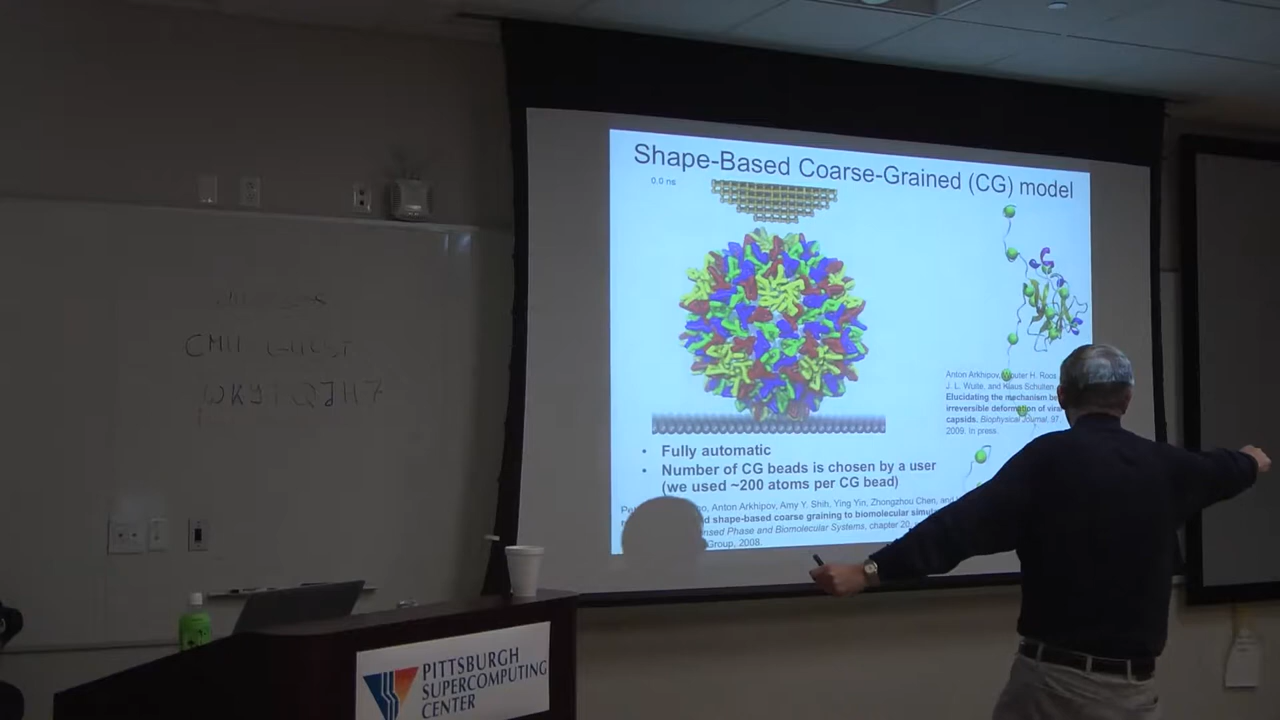 Shape-Based Coarse-Grained (CG) model
0.0 ns
Anton Arkhipov, Wouter H. Roos,
J. L. Wuite, and Klaus Schulten
Elucidating the mechanism be
irreversible deformation of viral
capsids. Biophysical Journal, 97.
2009. In press.
• Fully automatic
• Number of CG beads is chosen by a user
(we used ~200 atoms per CG bead)
Anton Arkhipov, Amy Y. Shih, Ying Yin, Zhongzhou Chen, and
shape-based coarse graining to biomolecular
Phase and Biomolecular Systems, chapter 20,
Group, 2008.
PITTSBURGH
SUPERCOMPUTING
CENTER